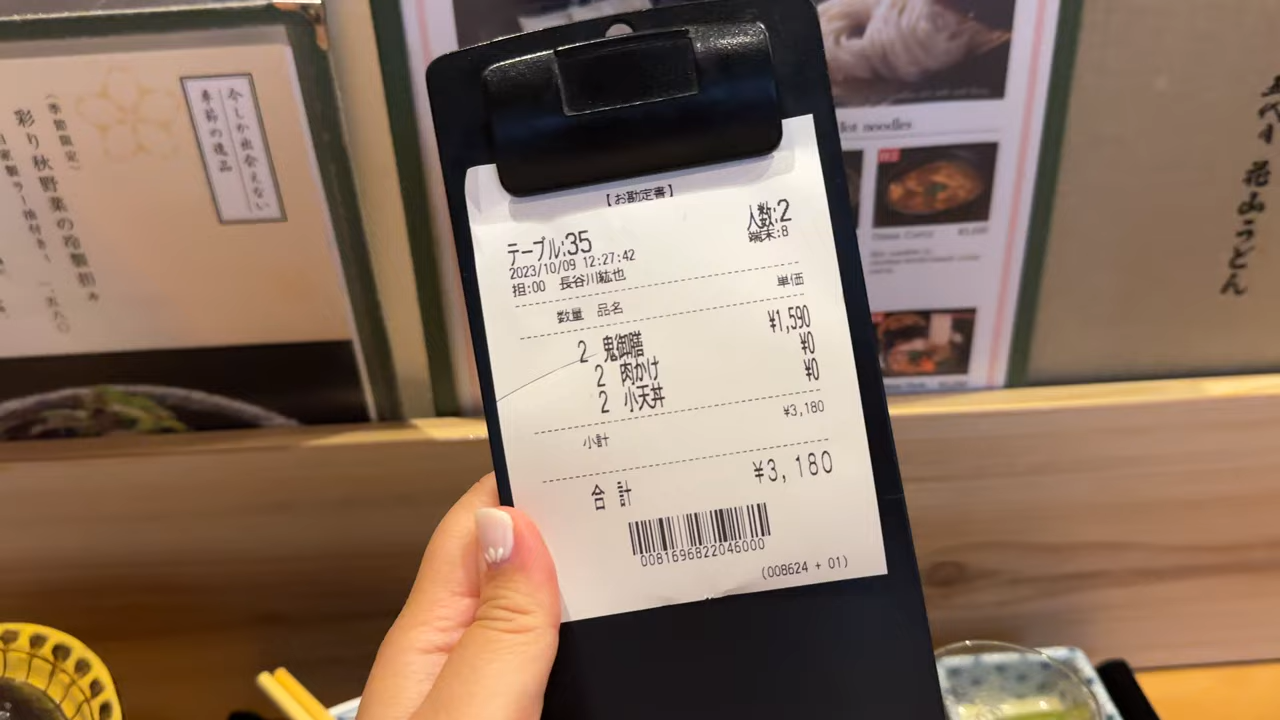 今しか出会えない
季節の逸品
〈季節限定〉
彩り秋野菜の
【お勘定書】
テーブル:35
人数:2
2023/10/09 12:27:42
端末:8
担:00 長谷川紘也
数量 品名 単価
2 鬼御膳 ¥1,590
2 肉かけ ¥0
2 小天丼 ¥0
小計 ¥3,180
合計 ¥3,180
0081696822046000
(008624 + 01)
noodles
五代目 花山うどん